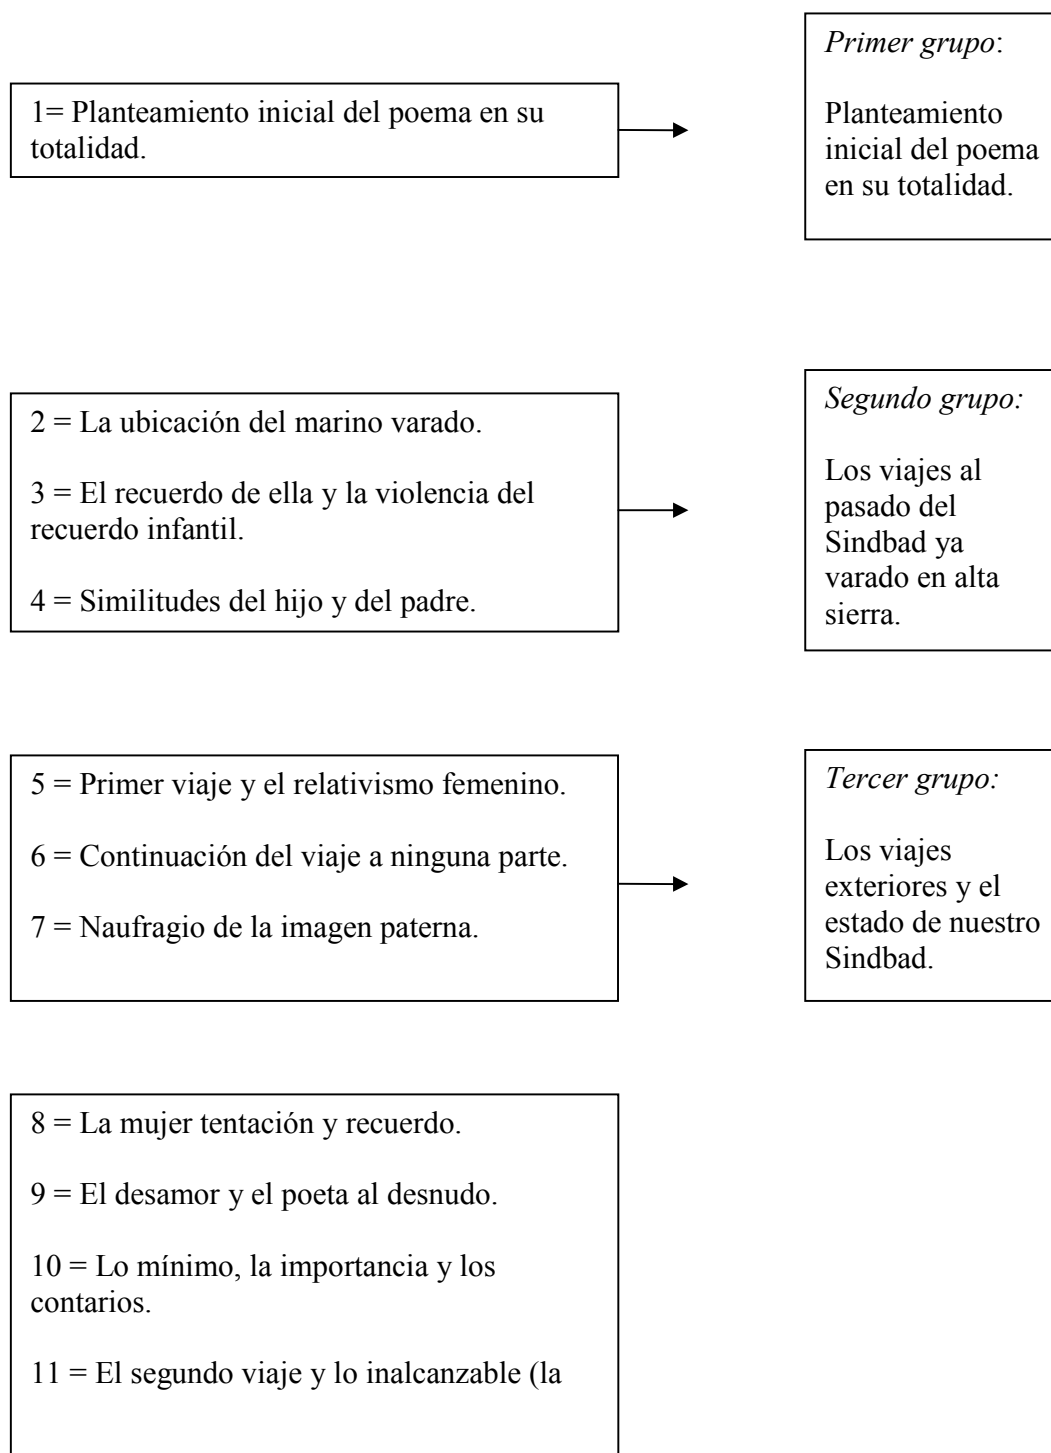 1= Planteamiento inicial del poema en su
totalidad.
Primer grupo:
Planteamiento
inicial del poema
en su totalidad.
2 = La ubicación del marino varado.
3 = El recuerdo de ella y la violencia del
recuerdo infantil.
4 = Similitudes del hijo y del padre.
Segundo grupo:
Los viajes al
pasado del
Sindbad ya
varado en alta
sierra.
5 = Primer viaje y el relativismo femenino.
6 = Continuación del viaje a ninguna parte.
7 = Naufragio de la imagen paterna.
Tercer grupo:
Los viajes
exteriores y el
estado de nuestro
Sindbad.
8 = La mujer tentación y recuerdo.
9 = El desamor y el poeta al desnudo.
10 = Lo mínimo, la importancia y los
contarios.
11 = El segundo viaje y lo inalcanzable (la